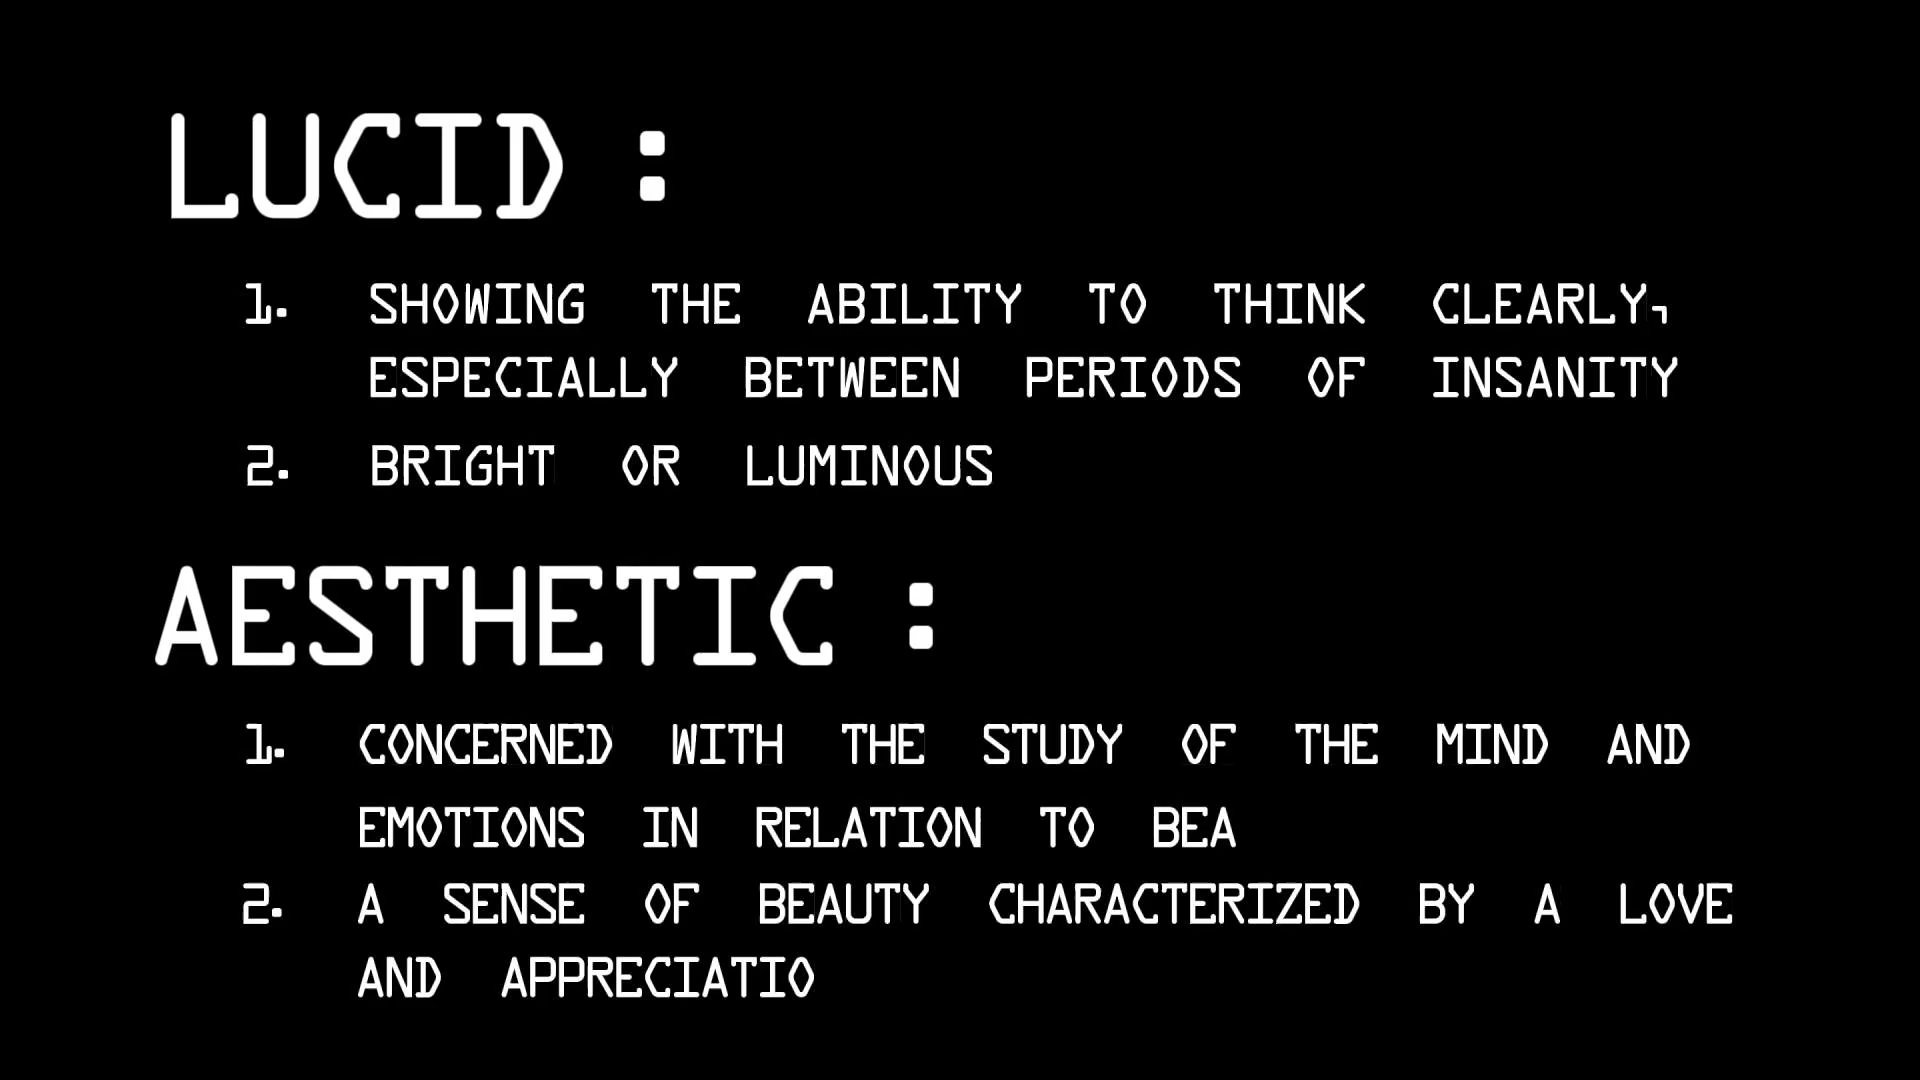 LUCID :
1. SHOWING THE ABILITY TO THINK CLEARLY,
ESPECIALLY BETWEEN PERIODS OF INSANITY
2. BRIGHT OR LUMINOUS
AESTHETIC :
1. CONCERNED WITH THE STUDY OF THE MIND AND
EMOTIONS IN RELATION TO BEA
2. A SENSE OF BEAUTY CHARACTERIZED BY A LOVE
AND APPRECIATIO